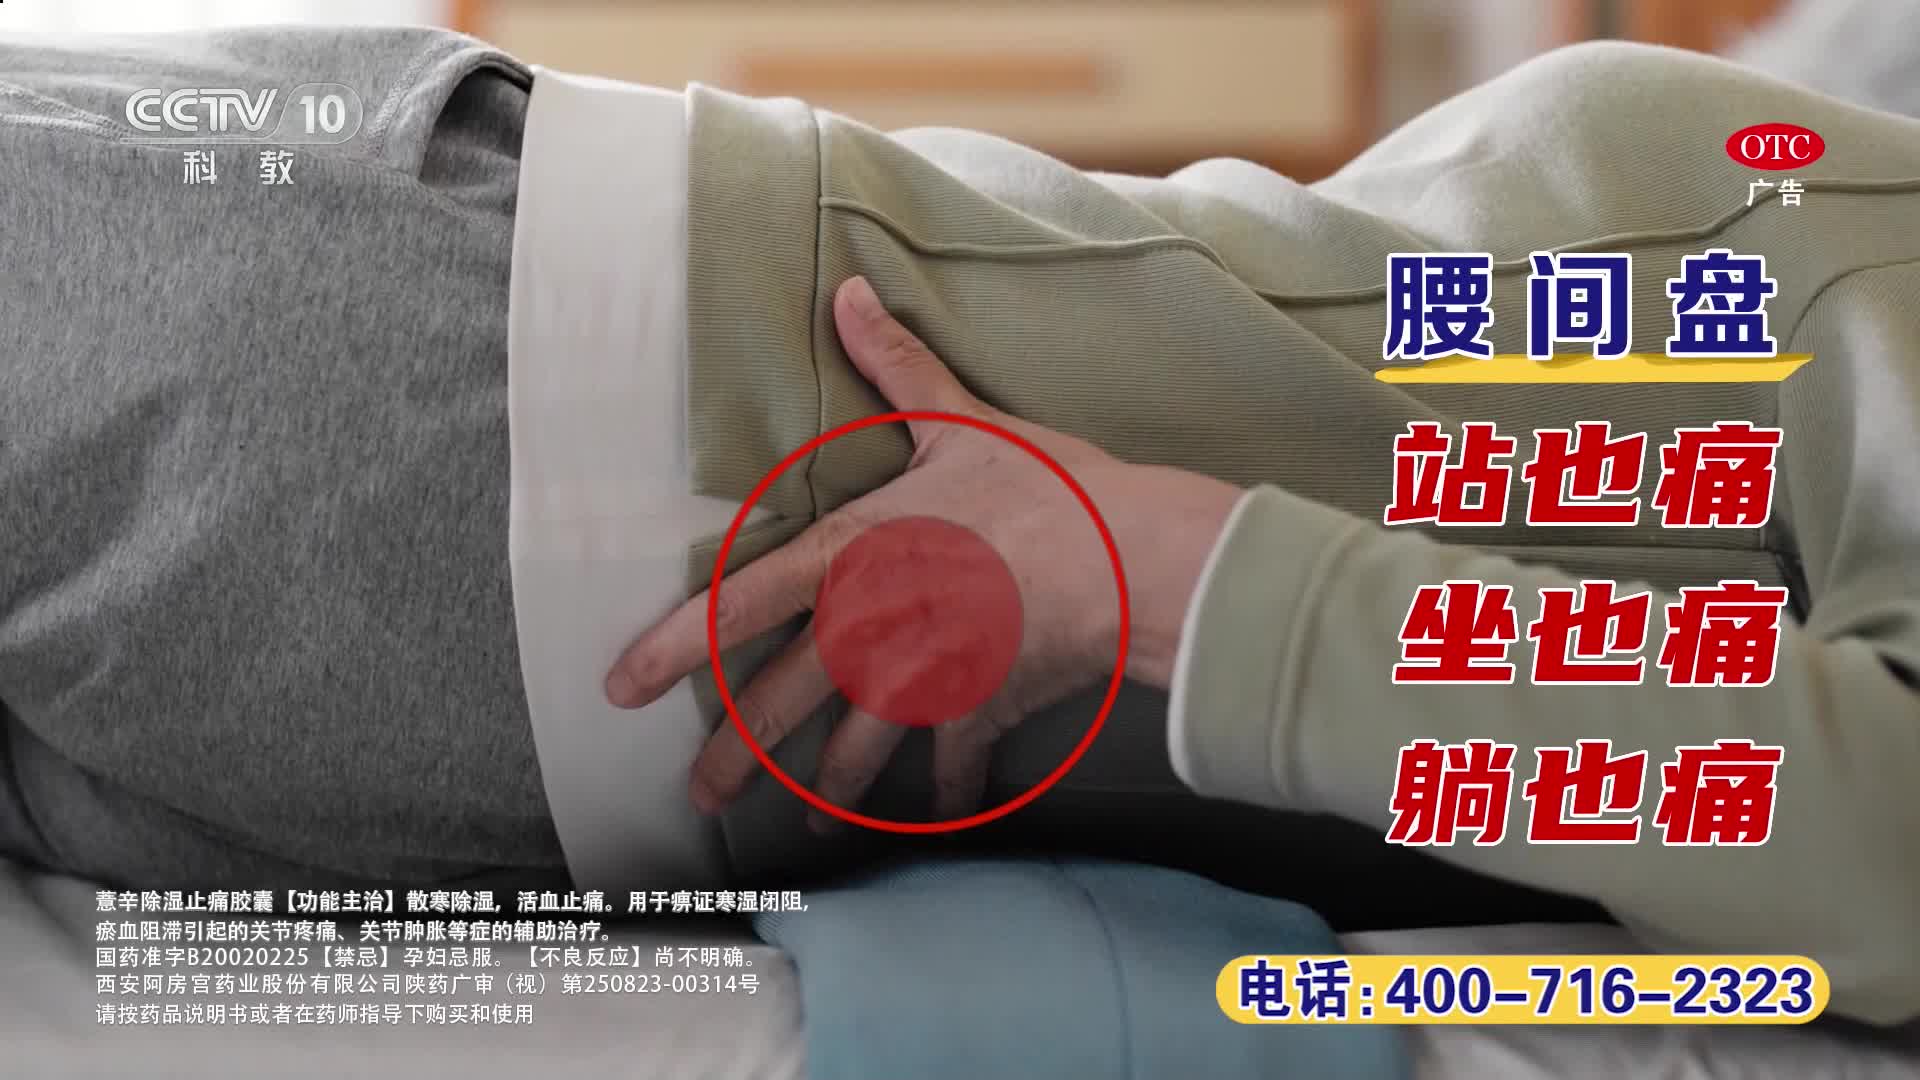 CCTV 10
科 教
OTC
广告
腰间盘
站也痛
坐也痛
躺也痛
薏辛除湿止痛胶囊【功能主治】散寒除湿，活血止痛。用于痹证寒湿闭阻，
瘀血阻滞引起的关节疼痛、关节肿胀等症的辅助治疗。
国药准字B20020225【禁忌】孕妇忌服。【不良反应】尚不明确。
西安阿房宫药业股份有限公司陕药广审（视）第250823-00314号
请按药品说明书或者在药师指导下购买和使用
电话:400-716-2323